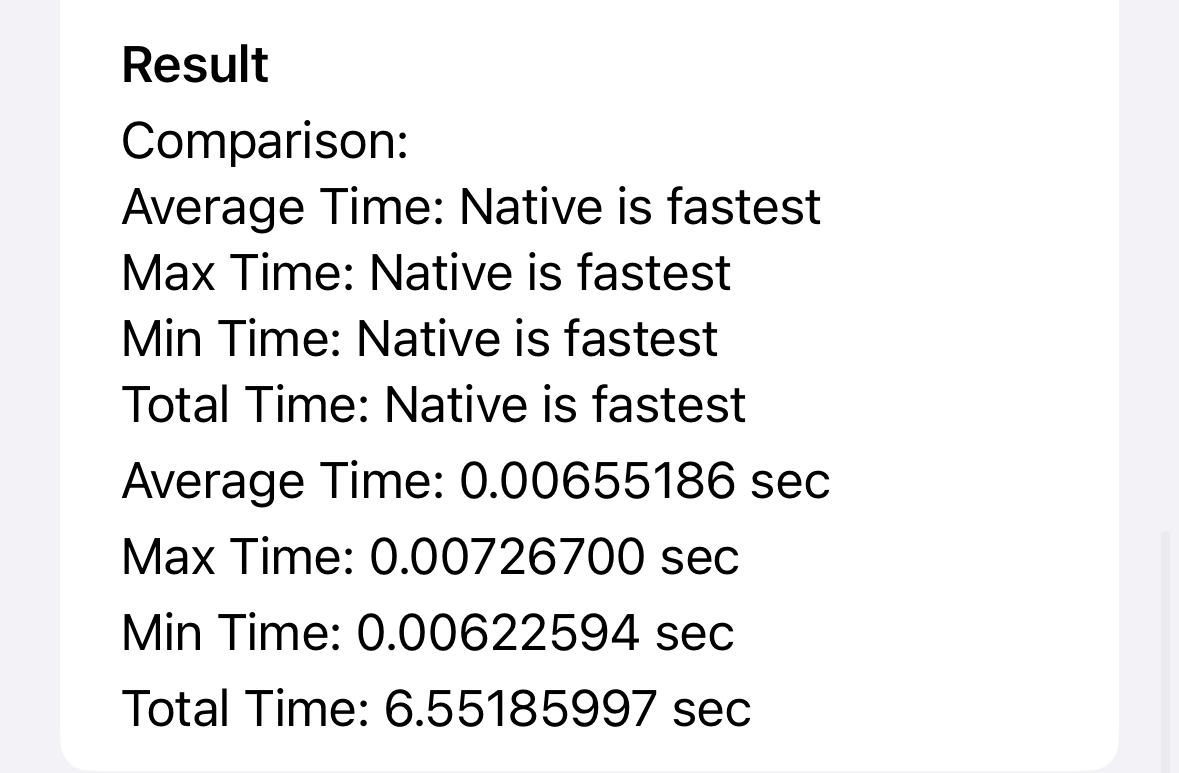 Result
Comparison:
Average Time: Native is fastest
Max Time: Native is fastest
Min Time: Native is fastest
Total Time: Native is fastest
Average Time: 0.00655186 sec
Max Time: 0.00726700 sec
Min Time: 0.00622594 sec
Total Time: 6.55185997 sec